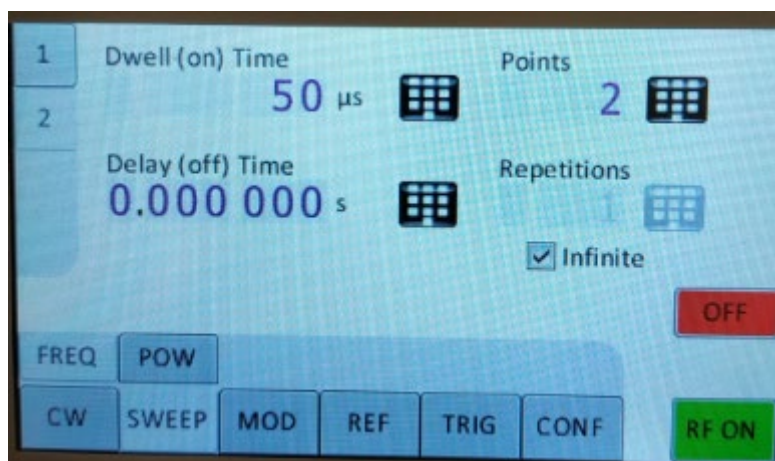 1
2
Dwell (on) Time
50 µs
Points
2
Delay (off) Time
0.000 000 s
Repetitions
1
Infinite
OFF
FREQ POW
CW SWEEP MOD REF TRIG CONF RF ON